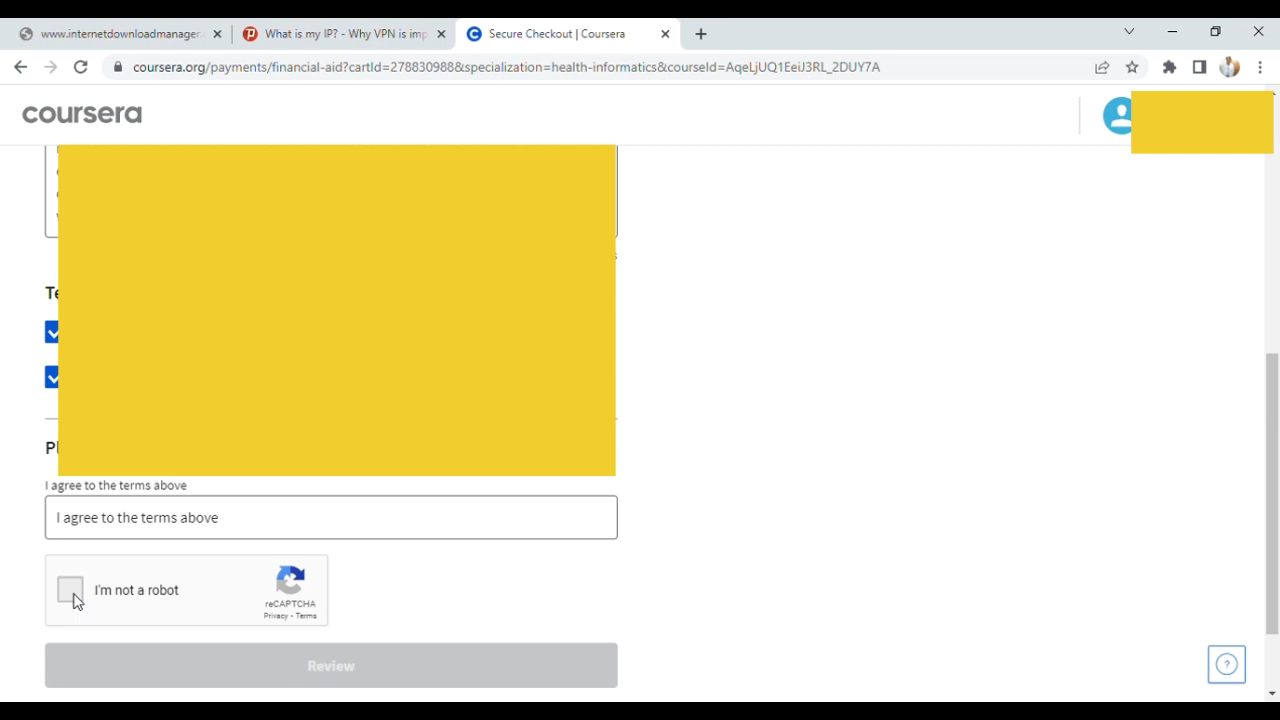 www.internetdownloadmanager.
What is my IP? - Why VPN is imp
Secure Checkout | Coursera
coursera.org/payments/financial-aid?cartId=278830988&specialization=health-informatics&courseId=AqeLjUQ1EeiJ3RL_2DUY7A
coursera
I agree to the terms above
I agree to the terms above
I'm not a robot
reCAPTCHA
Privacy - Terms
Review